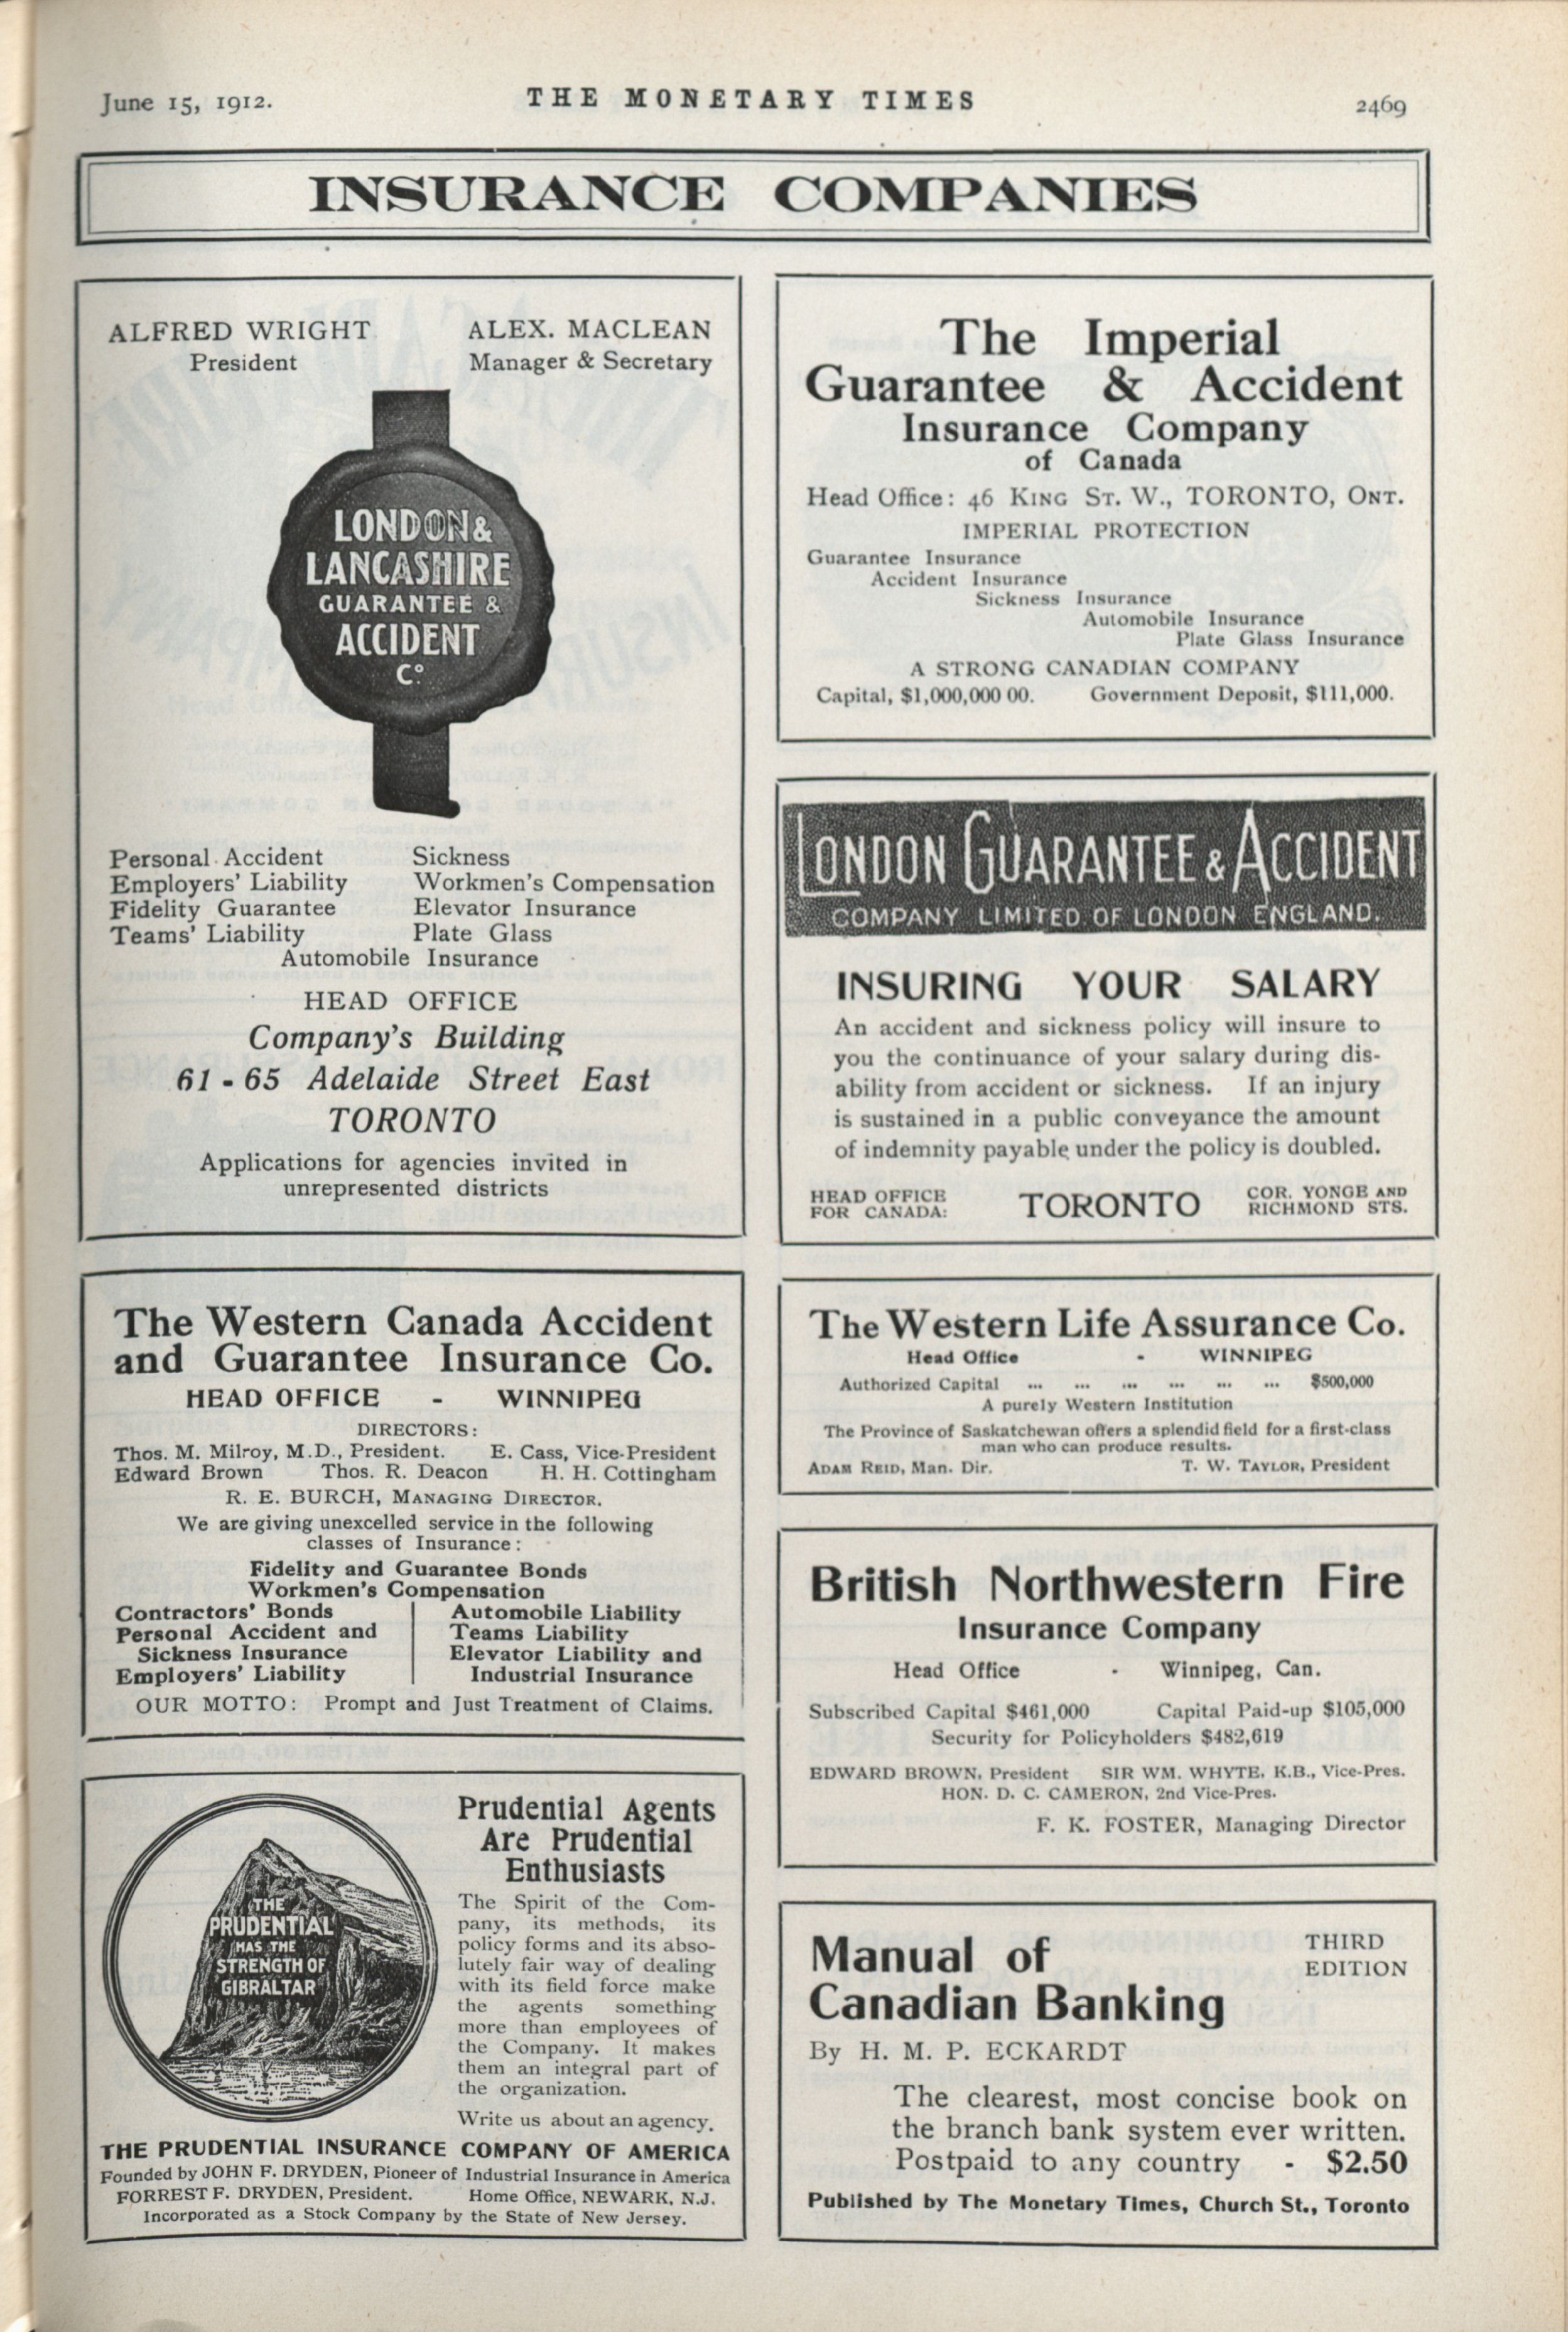 June 15, 1912.
THE MONETARY TIMES
2469
INSURANCE COMPANIES
ALFRED WRIGHT
President
ALEX. MACLEAN
Manager & Secretary
LONDON &
LANCASHIRE
GUARANTEE &
ACCIDENT
Co.
Personal Accident
Sickness
Employers' Liability
Workmen's Compensation
Fidelity Guarantee
Elevator Insurance
Teams' Liability
Plate Glass
Automobile Insurance
HEAD OFFICE
Company's Building
61-65 Adelaide Street East
TORONTO
Applications for agencies invited in
unrepresented districts
The Western Canada Accident
and Guarantee Insurance Co.
HEAD OFFICE - WINNIPEG
DIRECTORS:
Thos. M. Milroy, M.D., President. E. Cass, Vice-President
Edward Brown Thos. R. Deacon H. H. Cottingham
R. E. BURCH, MANAGING DIRECTOR.
We are giving unexcelled service in the following
classes of Insurance:
Fidelity and Guarantee Bonds
Workmen's Compensation
Contractors' Bonds
Personal Accident and
Sickness Insurance
Employers' Liability
Automobile Liability
Teams Liability
Elevator Liability and
Industrial Insurance
OUR MOTTO: Prompt and Just Treatment of Claims.
THE
PRUDENTIAL
HAS THE
STRENGTH OF
GIBRALTAR
Prudential Agents
Are Prudential
Enthusiasts
The Spirit of the Com-
pany, its methods, its
policy forms and its abso-
lutely fair way of dealing
with its field force make
the agents something
more than employees of
the Company. It makes
them an integral part of
the organization.
Write us about an agency.
THE PRUDENTIAL INSURANCE COMPANY OF AMERICA
Founded by JOHN F. DRYDEN, Pioneer of Industrial Insurance in America
FORREST F. DRYDEN, President. Home Office, NEWARK, N.J.
Incorporated as a Stock Company by the State of New Jersey.
The Imperial
Guarantee & Accident
Insurance Company
of Canada
Head Office: 46 KING ST. W., TORONTO, ONT.
IMPERIAL PROTECTION
Guarantee Insurance
Accident Insurance
Sickness Insurance
Automobile Insurance
Plate Glass Insurance
A STRONG CANADIAN COMPANY
Capital, $1,000,000 00. Government Deposit, $111,000.
LONDON GUARANTEE & ACCIDENT
COMPANY LIMITED OF LONDON ENGLAND.
INSURING YOUR SALARY
An accident and sickness policy will insure to
you the continuance of your salary during dis-
ability from accident or sickness. If an injury
is sustained in a public conveyance the amount
of indemnity payable under the policy is doubled.
HEAD OFFICE
FOR CANADA:
TORONTO
COR. YONGE AND
RICHMOND STS.
The Western Life Assurance Co.
Head Office - WINNIPEG
Authorized Capital ... ... ... ... ... ... $500,000
A purely Western Institution
The Province of Saskatchewan offers a splendid field for a first-class
man who can produce results.
ADAM REID, Man. Dir. T. W. TAYLOR, President
British Northwestern Fire
Insurance Company
Head Office - Winnipeg, Can.
Subscribed Capital $461,000 Capital Paid-up $105,000
Security for Policyholders $482,619
EDWARD BROWN, President SIR WM. WHYTE, K.B., Vice-Pres.
HON. D. C. CAMERON, 2nd Vice-Pres.
F. K. FOSTER, Managing Director
Manual of
Canadian Banking
THIRD
EDITION
By H. M. P. ECKARDT
The clearest, most concise book on
the branch bank system ever written.
Postpaid to any country - $2.50
Published by The Monetary Times, Church St., Toronto